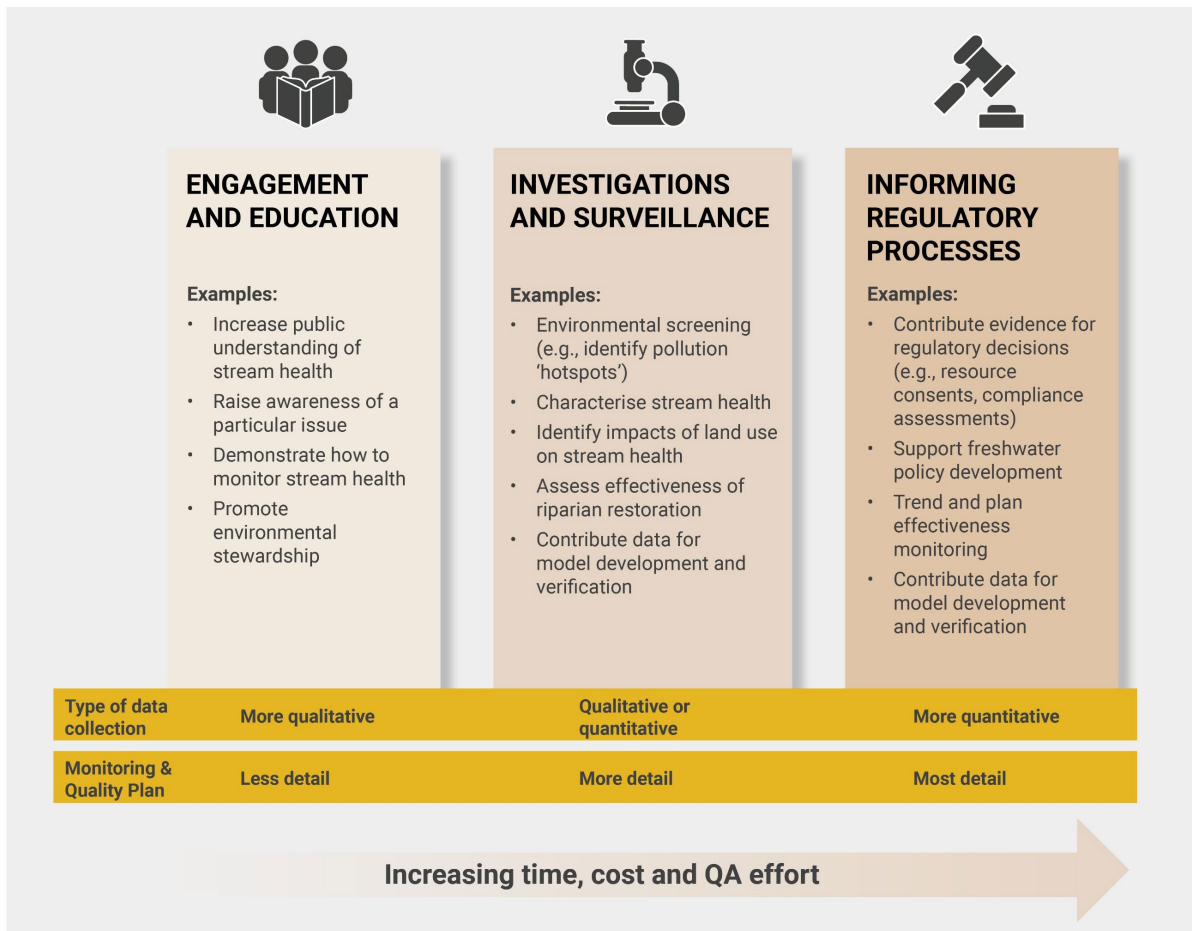 ENGAGEMENT
AND EDUCATION
Examples:
• Increase public
understanding of
stream health
• Raise awareness of a
particular issue
• Demonstrate how to
monitor stream health
• Promote
environmental
stewardship
INVESTIGATIONS
AND SURVEILLANCE
Examples:
• Environmental screening
(e.g., identify pollution
‘hotspots’)
• Characterise stream health
• Identify impacts of land use
on stream health
• Assess effectiveness of
riparian restoration
• Contribute data for
model development and
verification
INFORMING
REGULATORY
PROCESSES
Examples:
• Contribute evidence for
regulatory decisions
(e.g., resource
consents, compliance
assessments)
• Support freshwater
policy development
• Trend and plan
effectiveness
monitoring
• Contribute data for
model development
and verification
Type of data
collection
More qualitative
Qualitative or
quantitative
More quantitative
Monitoring &
Quality Plan
Less detail
More detail
Most detail
Increasing time, cost and QA effort